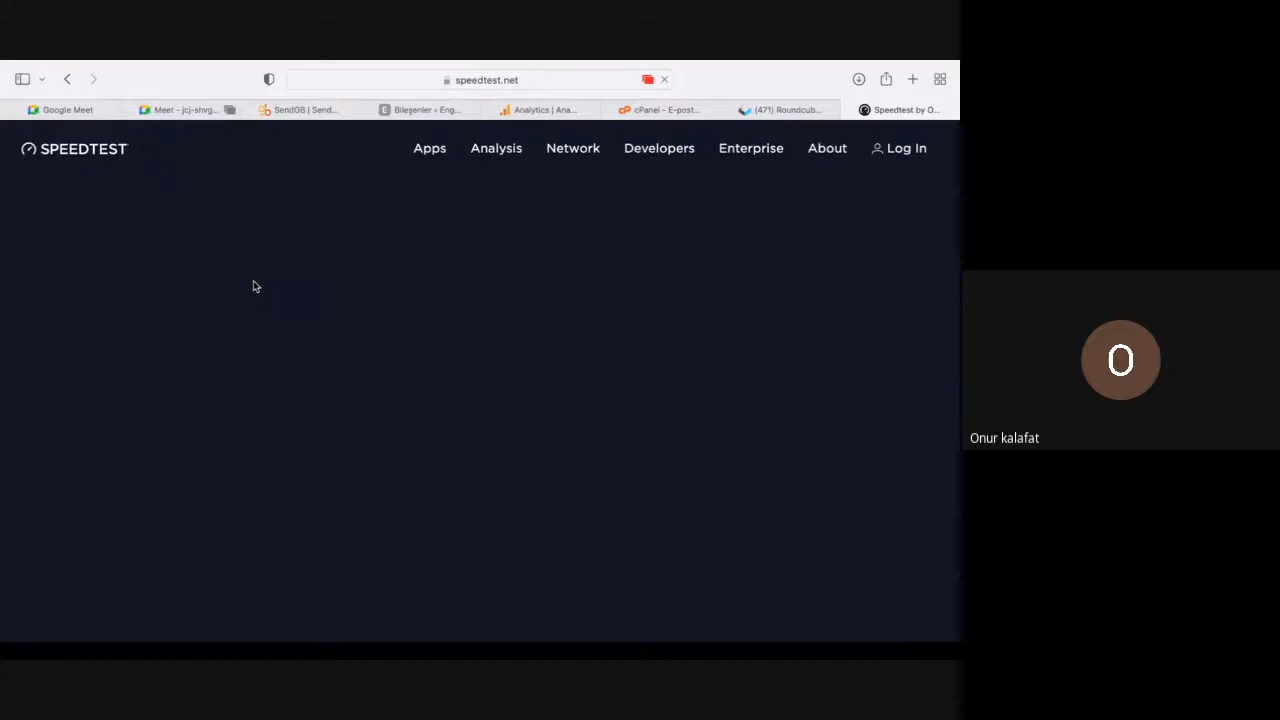 speedtest.net
Google Meet
Meet - jcj-shvg...
SendGB | Send...
Bileşenler ‹ Eng...
Analytics | Ana...
cPanel - E-post...
(471) Roundcub...
Speedtest by O...
SPEEDTEST
Apps
Analysis
Network
Developers
Enterprise
About
Log In
O
Onur kalafat